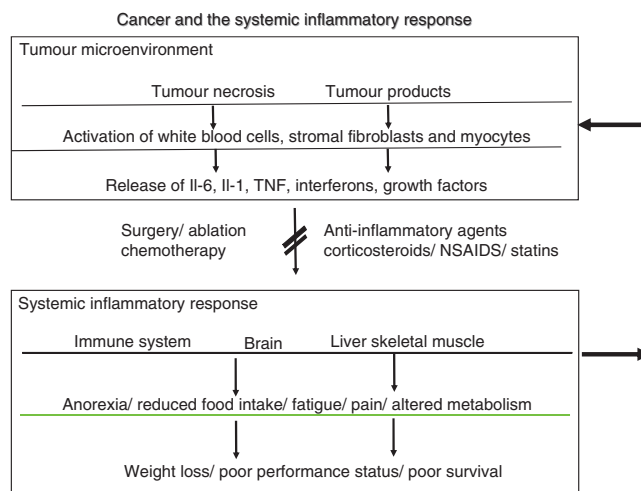 Cancer and the systemic inflammatory response
Tumour microenvironment
Tumour necrosis Tumour products
Activation of white blood cells, stromal fibroblasts and myocytes
Release of Il-6, Il-1, TNF, interferons, growth factors
Surgery/ ablation
chemotherapy
Anti-inflammatory agents
corticosteroids/ NSAIDS/ statins
Systemic inflammatory response
Immune system Brain Liver skeletal muscle
Anorexia/ reduced food intake/ fatigue/ pain/ altered metabolism
Weight loss/ poor performance status/ poor survival